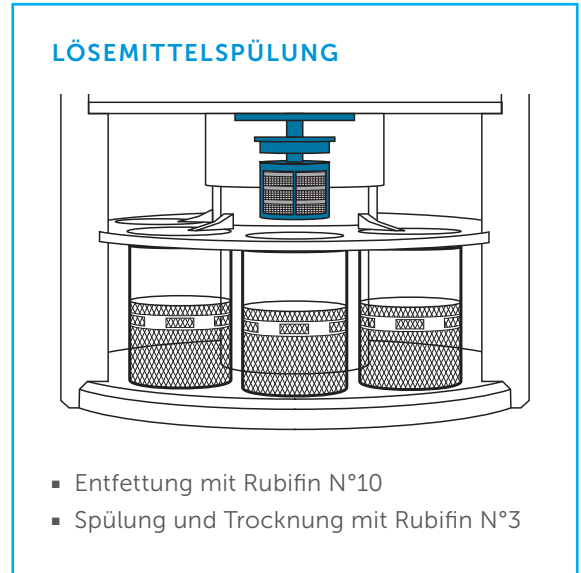 LÖSEMITTELSPÜLUNG
▪ Entfettung mit Rubifin N°10
▪ Spülung und Trocknung mit Rubifin N°3